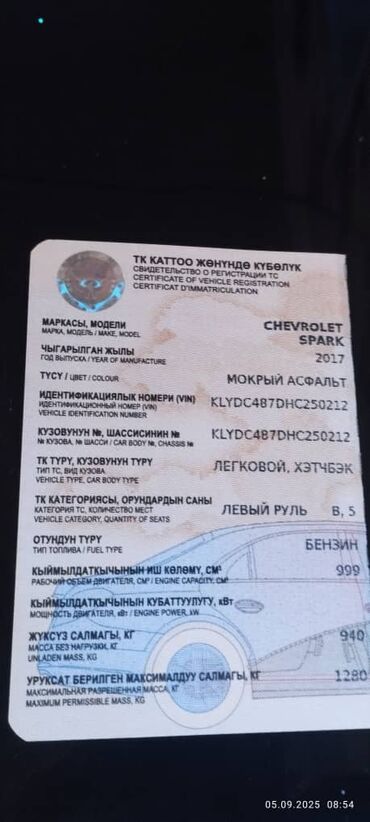 ТК КАТТОО ЖӨНҮНДӨ КҮБӨЛҮК
СВИДЕТЕЛЬСТВО О РЕГИСТРАЦИИ ТС
CERTIFICATE OF VEHICLE REGISTRATION
CERTIFICAT D'IMMATRICULATION
МАРКАСЫ, МОДЕЛИ
МАРКА, МОДЕЛЬ / MAKE, MODEL
CHEVROLET
SPARK
ЧЫГАРЫЛГАН ЖЫЛЫ
ГОД ВЫПУСКА / YEAR OF MANUFACTURE
2017
ТҮСҮ / ЦВЕТ / COLOUR
МОКРЫЙ АСФАЛЬТ
ИДЕНТИФИКАЦИЯЛЫК НОМЕРИ (VIN)
ИДЕНТИФИКАЦИОННЫЙ НОМЕР (VIN)
VEHICLE IDENTIFICATION NUMBER
KLYDC487DHC250212
КУЗОВУНУН №, ШАССИСИНИН №
№ КУЗОВА, № ШАССИ / CAR BODY №, CHASSIS №
KLYDC487DHC250212
ТК ТҮРҮ, КУЗОВУНУН ТҮРҮ
ТИП ТС, ВИД КУЗОВА
VEHICLE TYPE, CAR BODY TYPE
ЛЕГКОВОЙ, ХЭТЧБЭК
ТК КАТЕГОРИЯСЫ, ОРУНДАРДЫН САНЫ
КАТЕГОРИЯ ТС, КОЛИЧЕСТВО МЕСТ
VEHICLE CATEGORY, QUANTITY OF SEATS
ЛЕВЫЙ РУЛЬ B, 5
ОТУНДУН ТҮРҮ
ТИП ТОПЛИВА / FUEL TYPE
БЕНЗИН
КЫЙМЫЛДАТКЫЧЫНЫН ИШ КӨЛӨМҮ, СМ³
РАБОЧИЙ ОБЪЕМ ДВИГАТЕЛЯ, СМ³ / ENGINE CAPACITY, CM³
999
КЫЙМЫЛДАТКЫЧЫНЫН КУБАТТУУЛУГУ, кВт
МОЩНОСТЬ ДВИГАТЕЛЯ, кВт / ENGINE POWER, kW
ЖҮКСҮЗ САЛМАГЫ, КГ
МАССА БЕЗ НАГРУЗКИ, КГ
UNLADEN MASS, KG
940
УРУКСАТ БЕРИЛГЕН МАКСИМАЛДУУ САЛМАГЫ, КГ
МАКСИМАЛЬНАЯ РАЗРЕШЕННАЯ МАССА, КГ
MAXIMUM PERMISSIBLE MASS, KG
1280
05.09.2025 08:54